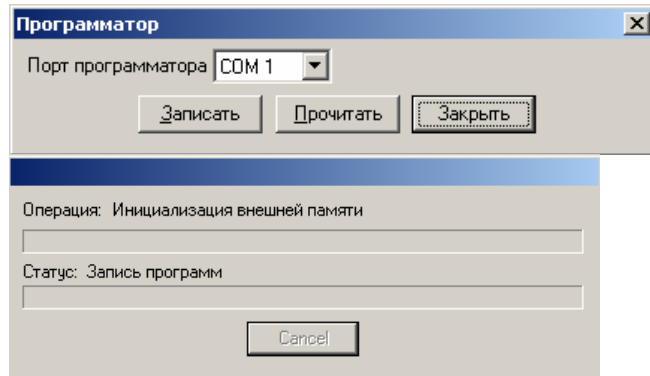 Программатор
Порт программатора COM 1
Записать Прочитать Закрыть
Операция: Инициализация внешней памяти
Статус: Запись программ
Cancel